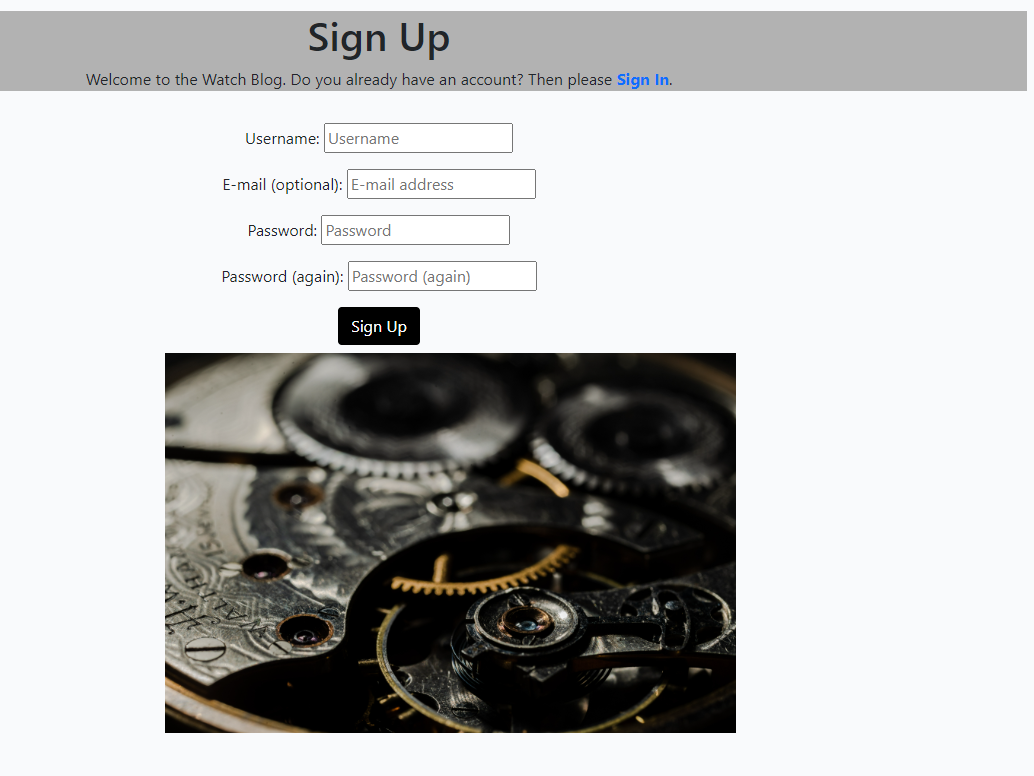 Sign Up
Welcome to the Watch Blog. Do you already have an account? Then please Sign In.
Username: Username
E-mail (optional): E-mail address
Password: Password
Password (again): Password (again)
Sign Up